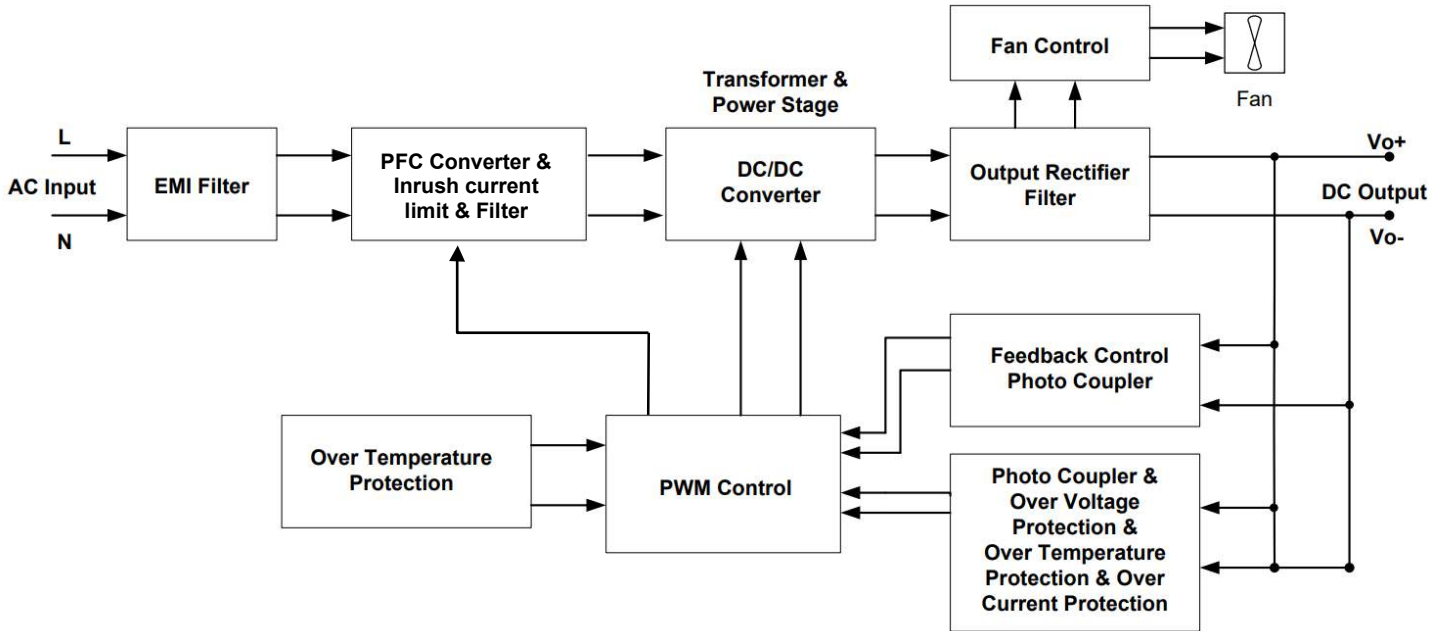 Fan Control
Fan
Transformer &
Power Stage
L
AC Input
N
EMI Filter
PFC Converter &
Inrush current
limit & Filter
DC/DC
Converter
Output Rectifier
Filter
Vo+
DC Output
Vo-
Feedback Control
Photo Coupler
Over Temperature
Protection
PWM Control
Photo Coupler &
Over Voltage
Protection &
Over Temperature
Protection & Over
Current Protection